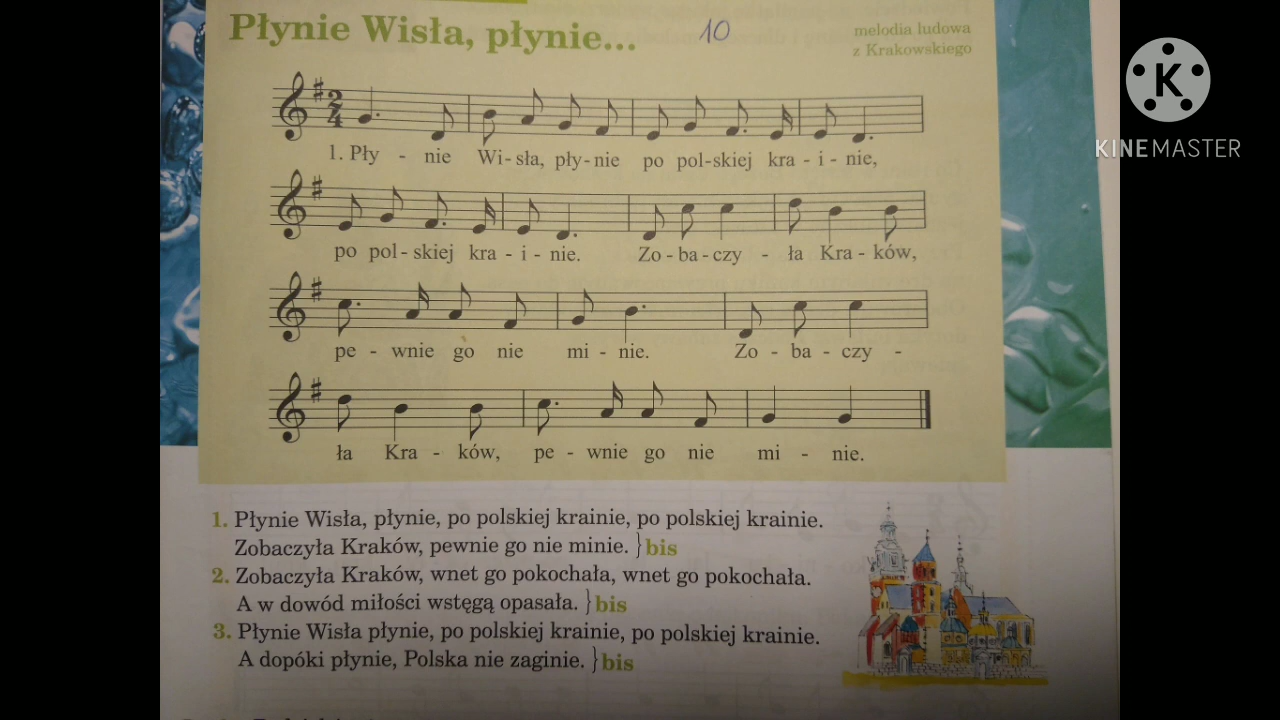 Płynie Wisła, płynie...
10
melodia ludowa
z Krakowskiego
KINEMASTER
2
4
1. Pły - nie Wi - sła, pły - nie po pol - skiej kra - i - nie,
po pol - skiej kra - i - nie. Zo - ba - czy - ła Kra - ków,
pe - wnie go nie mi - nie. Zo - ba - czy -
ła Kra - ków, pe - wnie go nie mi - nie.
1. Płynie Wisła, płynie, po polskiej krainie, po polskiej krainie.
Zobaczyła Kraków, pewnie go nie minie. }bis
2. Zobaczyła Kraków, wnet go pokochała, wnet go pokochała.
A w dowód miłości wstęgą opasała. }bis
3. Płynie Wisła płynie, po polskiej krainie, po polskiej krainie.
A dopóki płynie, Polska nie zaginie. }bis